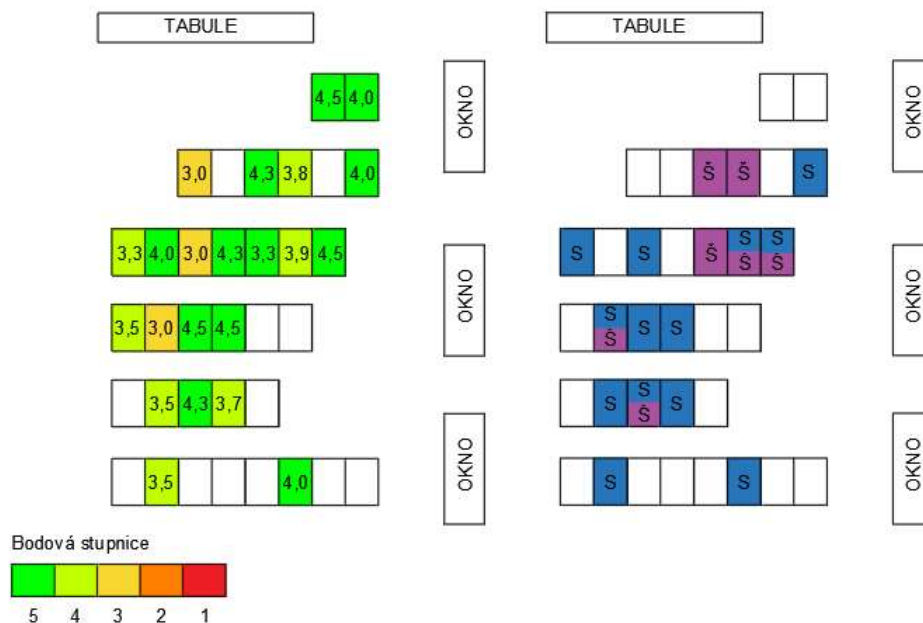 TABULE TABULE
4,5 4,0
OKNO OKNO
3,0 4,3 3,8 4,0 Š Š S
3,3 4,0 3,0 4,3 3,3 3,9 4,5 S S Š S S
Š Š
OKNO OKNO
3,5 3,0 4,5 4,5 S S S
Š
3,5 4,3 3,7 S S S
Š
OKNO OKNO
3,5 4,0 S S
Bodová stupnice
5 4 3 2 1